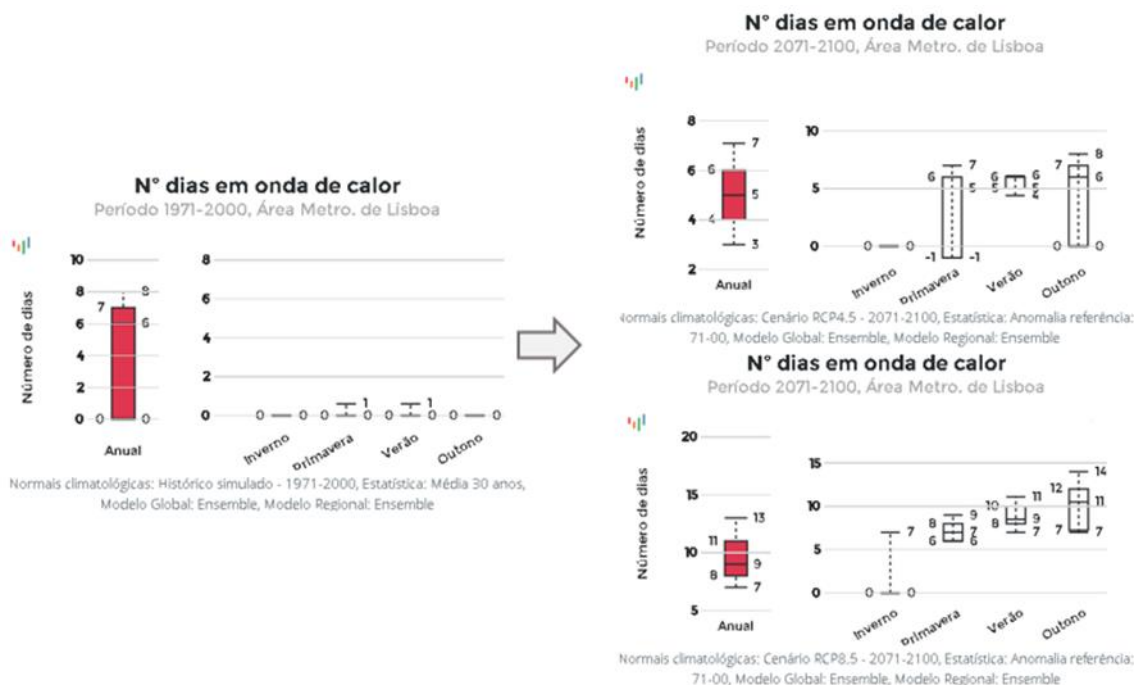 N° dias em onda de calor
Período 1971-2000, Área Metro. de Lisboa
Número de dias
10
8
6
4
2
0
8
7
6
0
0
Anual
8
6
4
2
0
0
0
0
1
0
0
1
0
0
0
Inverno
Primavera
Verão
Outono
Normais climatológicas: Histórico simulado - 1971-2000, Estatística: Média 30 anos,
Modelo Global: Ensemble, Modelo Regional: Ensemble
N° dias em onda de calor
Período 2071-2100, Área Metro. de Lisboa
Número de dias
8
6
4
2
7
6
5
4
3
Anual
10
5
0
0
0
7
6
6
-1
-1
6
6
8
7
6
0
0
Inverno
Primavera
Verão
Outono
Normais climatológicas: Cenário RCP4.5 - 2071-2100, Estatística: Anomalia referência:
71-00, Modelo Global: Ensemble, Modelo Regional: Ensemble
N° dias em onda de calor
Período 2071-2100, Área Metro. de Lisboa
Número de dias
20
15
10
5
13
11
9
8
7
Anual
15
10
5
0
7
0
0
9
8
7
6
6
11
10
9
8
7
14
12
11
7
7
Inverno
Primavera
Verão
Outono
Normais climatológicas: Cenário RCP8.5 - 2071-2100, Estatística: Anomalia referência:
71-00, Modelo Global: Ensemble, Modelo Regional: Ensemble